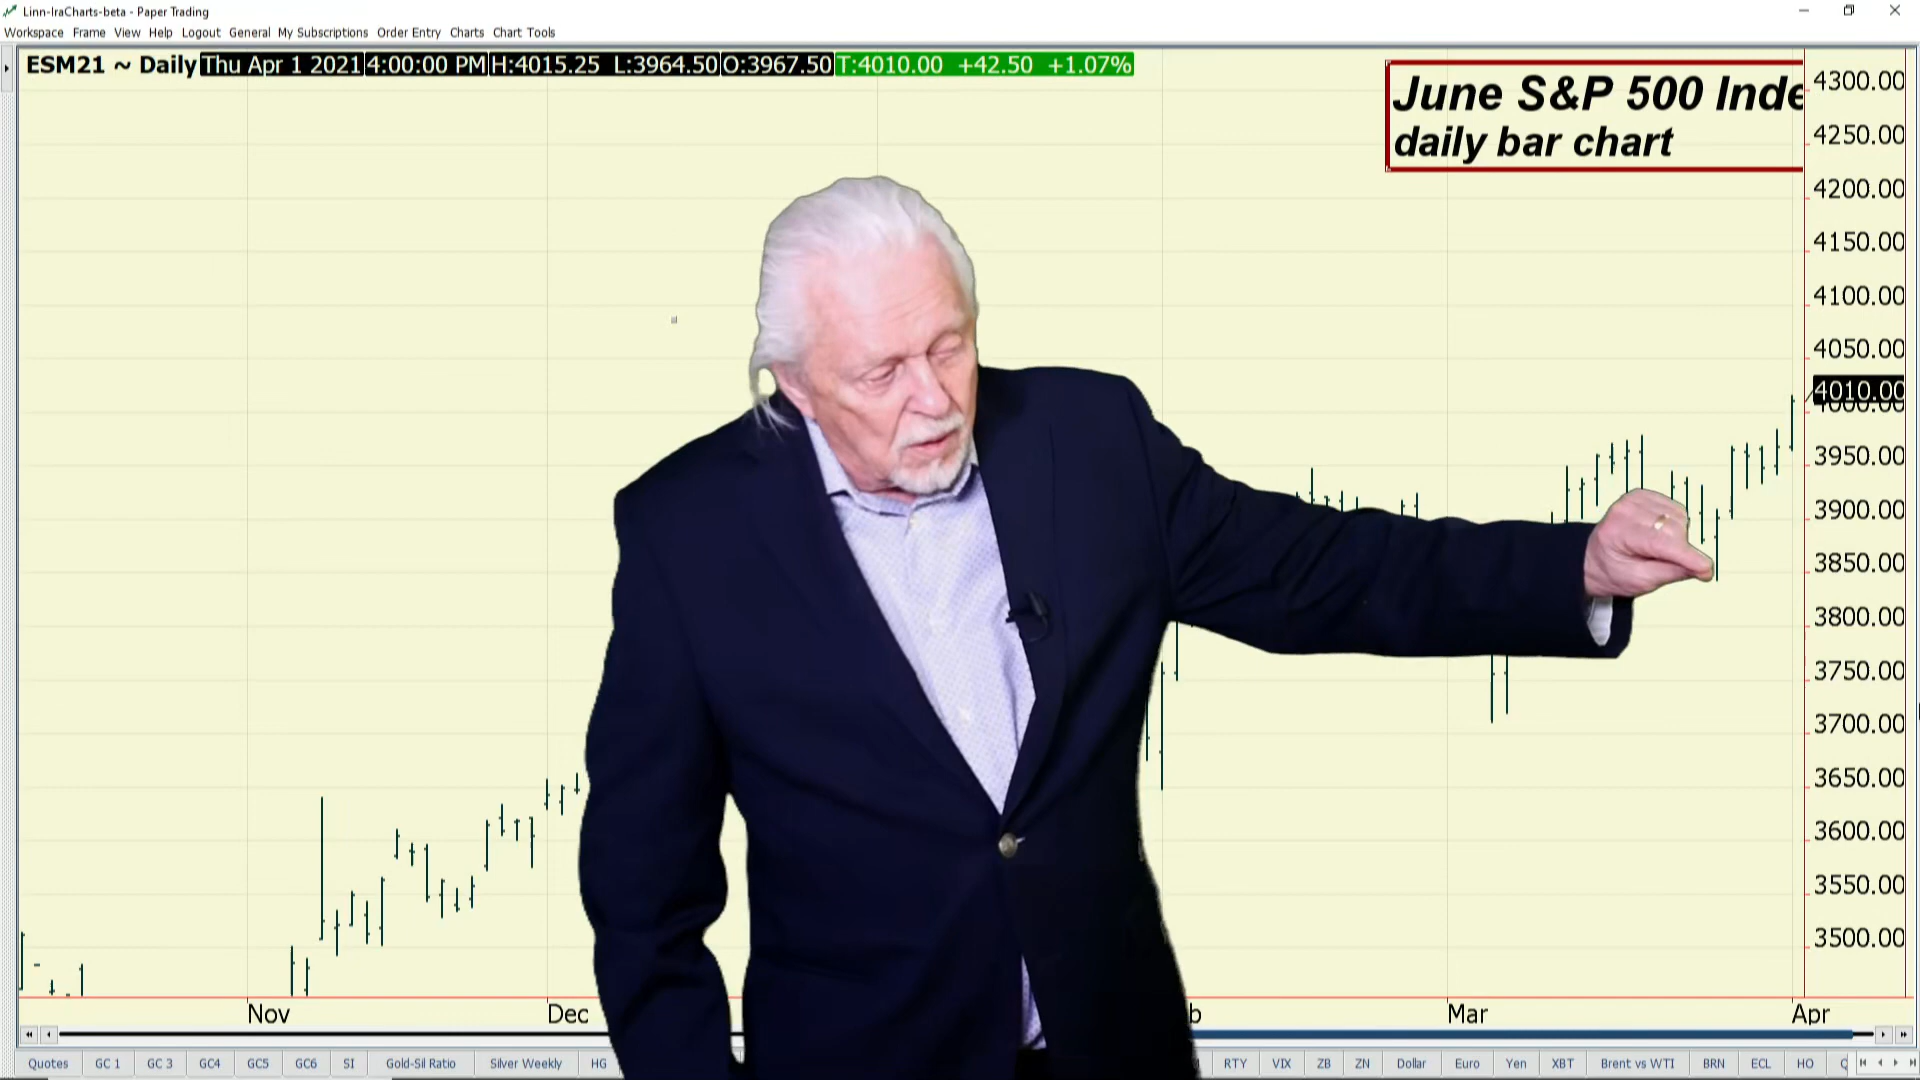 Linn-IraCharts-beta - Paper Trading
Workspace Frame View Help Logout General My Subscriptions Order Entry Charts Chart Tools
ESM21 ~ Daily Thu Apr 1 2021 4:00:00 PM H:4015.25 L:3964.50 O:3967.50 T:4010.00 +42.50 +1.07%
June S&P 500 Inde
daily bar chart
4300.00
4250.00
4200.00
4150.00
4100.00
4050.00
4010.00
4000.00
3950.00
3900.00
3850.00
3800.00
3750.00
3700.00
3650.00
3600.00
3550.00
3500.00
Nov Dec b Mar Apr
Quotes GC 1 GC 3 GC4 GC5 GC6 SI Gold-Sil Ratio Silver Weekly HG RTY VIX ZB ZN Dollar Euro Yen XBT Brent vs WTI BRN ECL HO